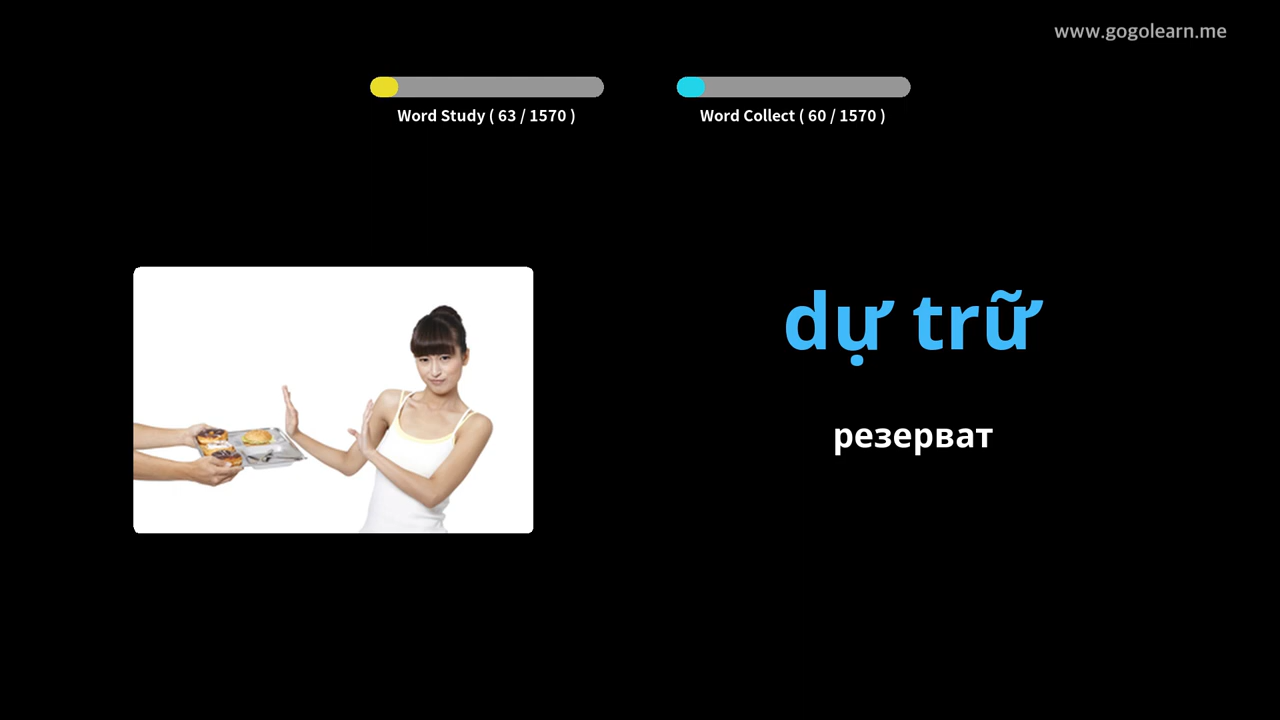 www.gogolearn.me
Word Study ( 63 / 1570 )
Word Collect ( 60 / 1570 )
dự trữ
резерват